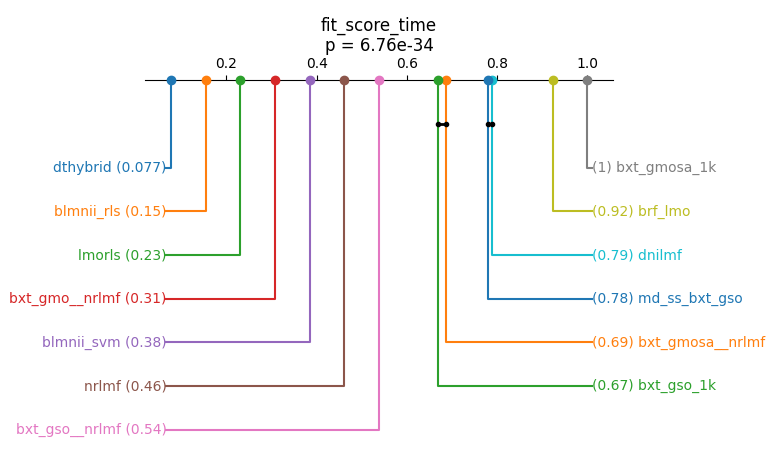 fit_score_time
p = 6.76e-34
0.2 0.4 0.6 0.8 1.0
dthybrid (0.077)
(1) bxt_gmosa_1k
blmnii_rls (0.15)
(0.92) brf_lmo
lmorls (0.23)
(0.79) dnilmf
bxt_gmo__nrlmf (0.31)
(0.78) md_ss_bxt_gso
blmnii_svm (0.38)
(0.69) bxt_gmosa__nrlmf
nrlmf (0.46)
(0.67) bxt_gso_1k
bxt_gso__nrlmf (0.54)